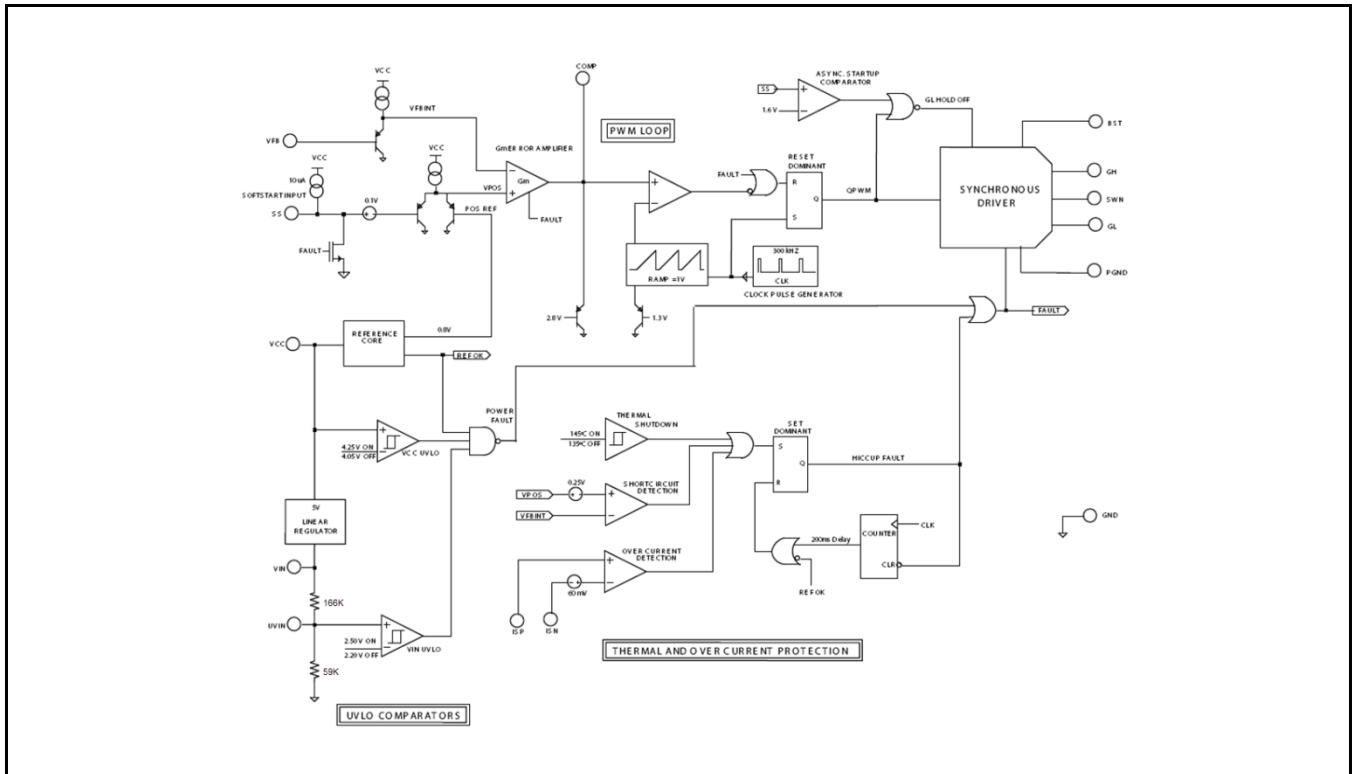 COMP
VCC
VFBINT
VFB
ASYNC. STARTUP
COMPARATOR
SS
+
1.6V
−
GL HOLD OFF
BST
PWM LOOP
GmERROR AMPLIFIER
VCC
VCC
10uA
SOFTSTART INPUT
SS
0.1V
VPOS
POS REF
−
Gm
+
FAULT
FAULT
+
−
FAULT
RESET
DOMINANT
R
Q
S
QPWM
SYNCHRONOUS
DRIVER
GH
SWN
GL
PGND
RAMP =1V
300 kHZ
CLK
CLOCK PULSE GENERATOR
2.8V
1.3V
FAULT
VCC
REFERENCE
CORE
0.8V
REFOK
POWER
FAULT
+
4.25V ON
4.05V OFF
−
VCC UVLO
THERMAL
SHUTDOWN
145ºC ON
135ºC OFF
SET
DOMINANT
S
Q
R
HICCUP FAULT
0.25V
VPOS
+
SHORTCIRCUIT
DETECTION
VFBINT
−
5V
LINEAR
REGULATOR
OVER CURRENT
DETECTION
+
−
60mV
ISP
ISN
200ms Delay
COUNTER
CLK
CLR
REFOK
GND
VIN
166K
UVIN
+
2.50V ON
2.20V OFF
−
VIN UVLO
59K
THERMAL AND OVER CURRENT PROTECTION
UVLO COMPARATORS